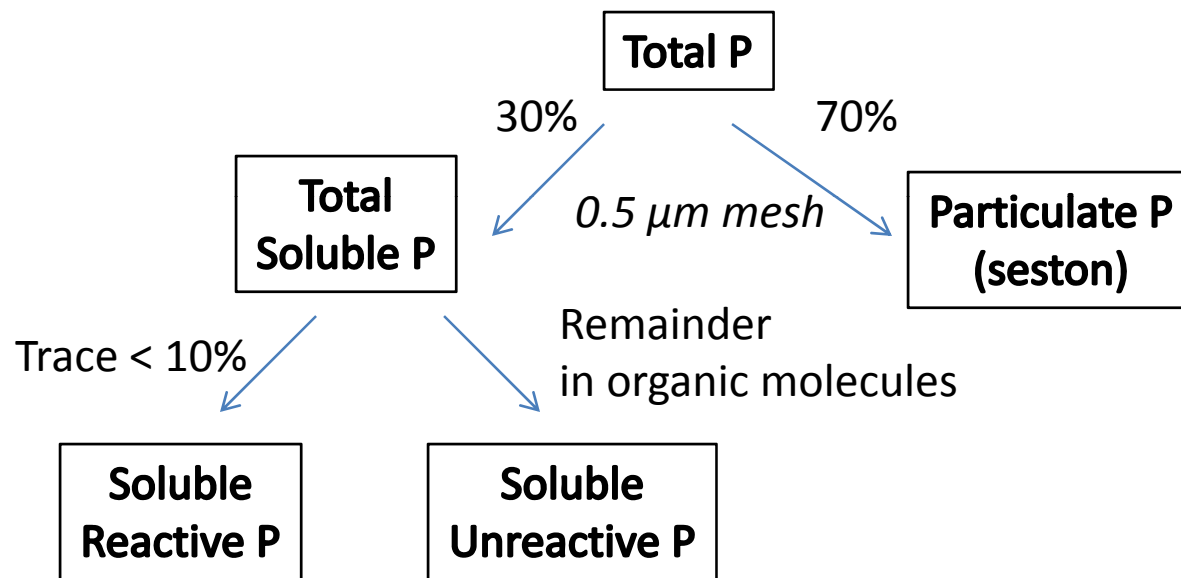 Total P
30%
70%
Total
Soluble P
0.5 µm mesh
Particulate P
(seston)
Trace < 10%
Remainder
in organic molecules
Soluble
Reactive P
Soluble
Unreactive P